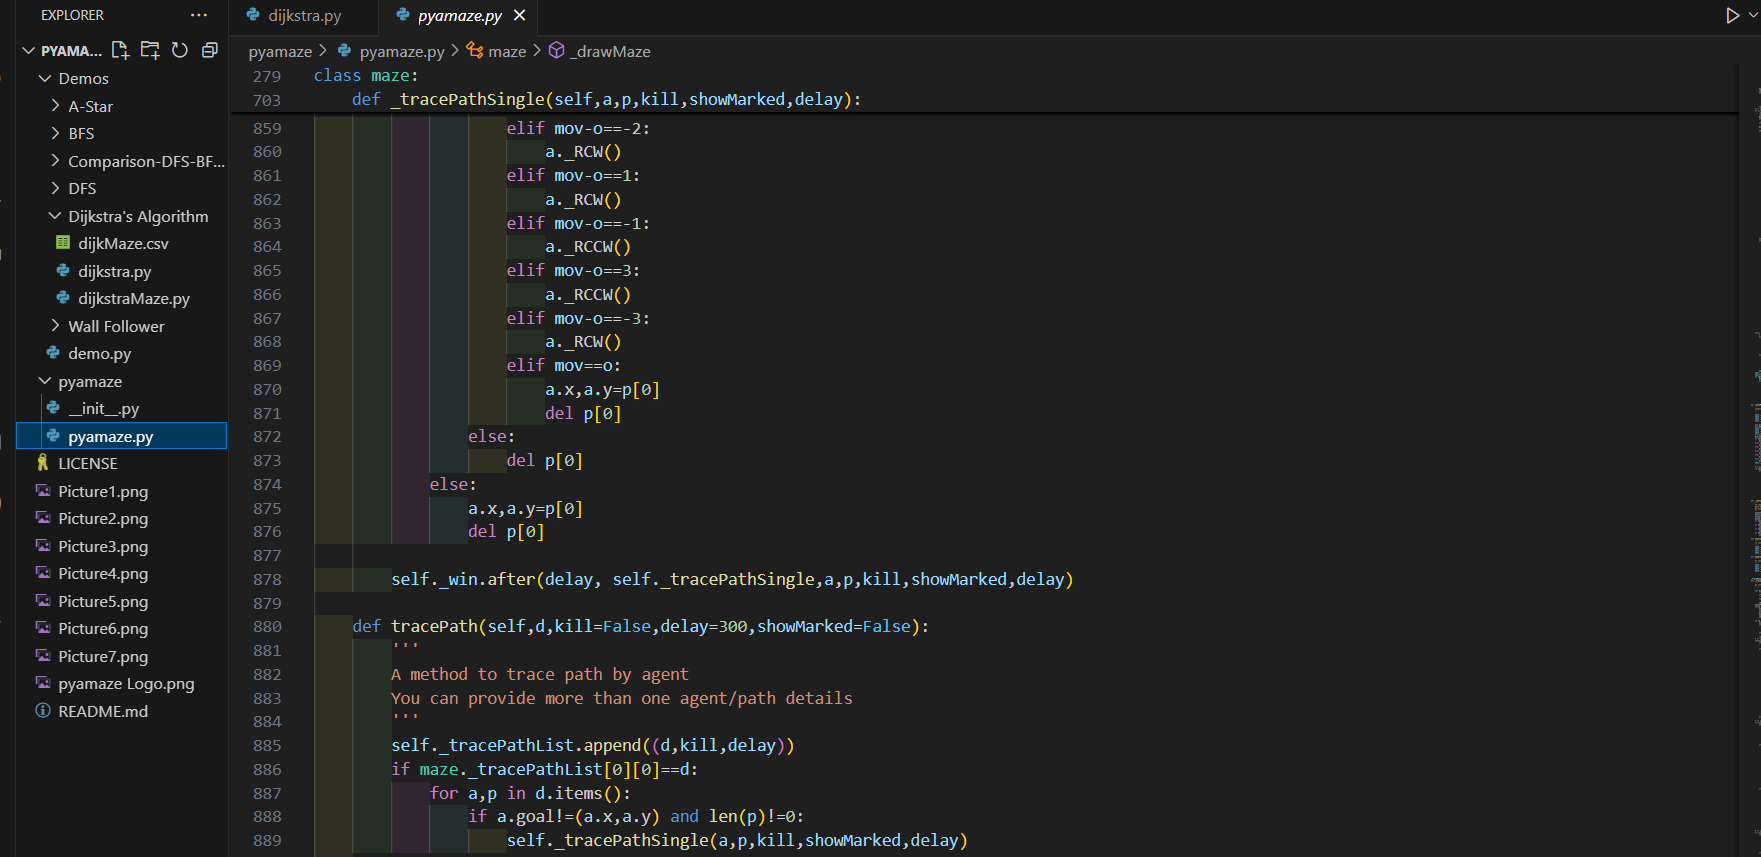 EXPLORER
PYAMA...
Demos
A-Star
BFS
Comparison-DFS-BF...
DFS
Dijkstra's Algorithm
dijkMaze.csv
dijkstra.py
dijkstraMaze.py
Wall Follower
demo.py
pyamaze
__init__.py
pyamaze.py
LICENSE
Picture1.png
Picture2.png
Picture3.png
Picture4.png
Picture5.png
Picture6.png
Picture7.png
pyamaze Logo.png
README.md
dijkstra.py
pyamaze.py
pyamaze > pyamaze.py > maze > _drawMaze
279 class maze:
703 def _tracePathSingle(self,a,p,kill,showMarked,delay):
859 elif mov-o==-2:
860 a._RCW()
861 elif mov-o==1:
862 a._RCW()
863 elif mov-o==-1:
864 a._RCCW()
865 elif mov-o==3:
866 a._RCCW()
867 elif mov-o==-3:
868 a._RCW()
869 elif mov==o:
870 a.x,a.y=p[0]
871 del p[0]
872 else:
873 del p[0]
874 else:
875 a.x,a.y=p[0]
876 del p[0]
877
878 self._win.after(delay, self._tracePathSingle,a,p,kill,showMarked,delay)
879
880 def tracePath(self,d,kill=False,delay=300,showMarked=False):
881 '''
882 A method to trace path by agent
883 You can provide more than one agent/path details
884 '''
885 self._tracePathList.append((d,kill,delay))
886 if maze._tracePathList[0][0]==d:
887 for a,p in d.items():
888 if a.goal!=(a.x,a.y) and len(p)!=0:
889 self._tracePathSingle(a,p,kill,showMarked,delay)